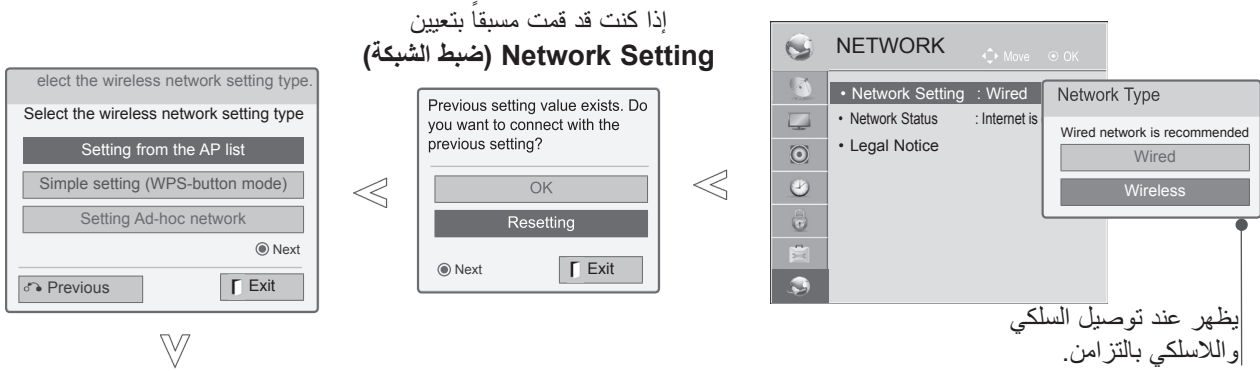 NETWORK
Move OK
• Network Setting : Wired
• Network Status : Internet is
• Legal Notice
Network Type
Wired network is recommended
Wired
Wireless
يظهر عند توصيل السلكي
واللاسلكي بالتزامن.
إذا كنت قد قمت مسبقاً بتعيين
Network Setting (ضبط الشبكة)
Previous setting value exists. Do
you want to connect with the
previous setting?
OK
Resetting
Next Exit
elect the wireless network setting type.
Select the wireless network setting type
Setting from the AP list
Simple setting (WPS-button mode)
Setting Ad-hoc network
Next
Previous Exit